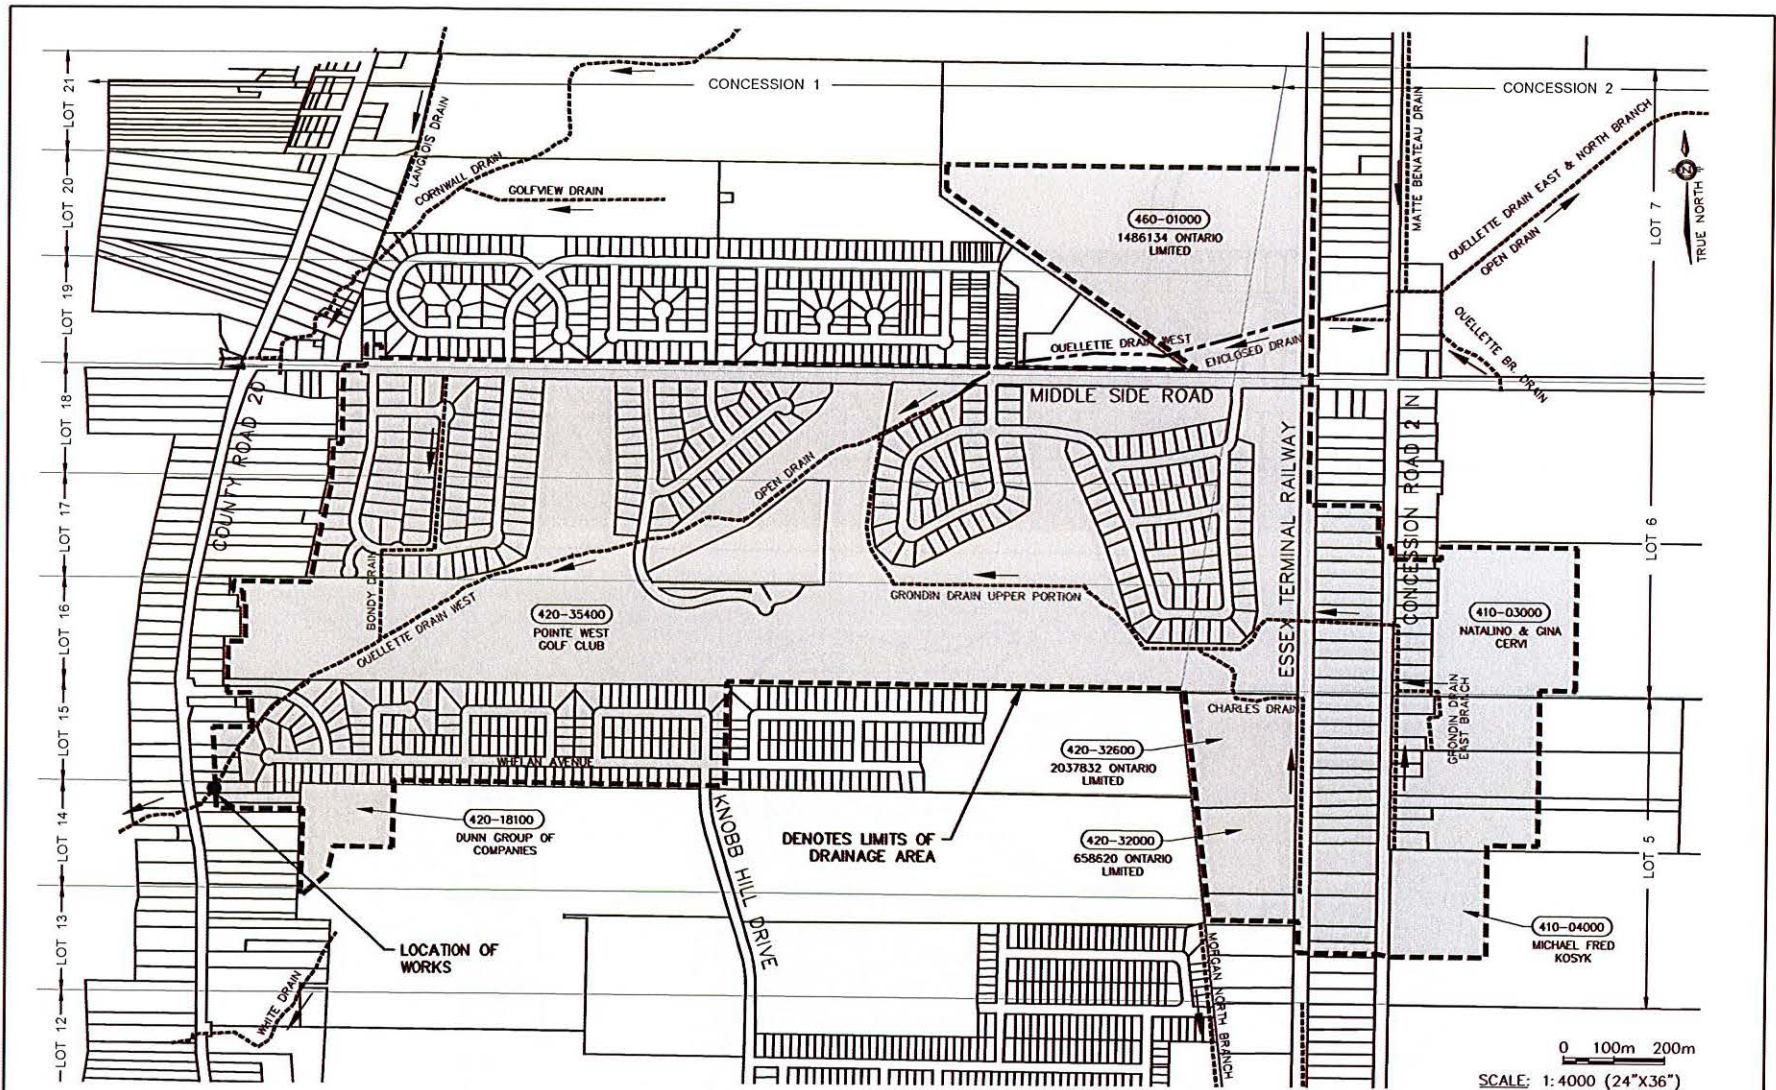 CONCESSION 1
CONCESSION 2
LOT 21
LOT 20
LOT 19
LOT 18
LOT 17
LOT 16
LOT 15
LOT 14
LOT 13
LOT 12
LANGLOIS DRAIN
CORNWALL DRAIN
GOLFVIEW DRAIN
460-01000
1486134 ONTARIO
LIMITED
MATTE BENATEAU DRAIN
OUELLETTE DRAIN EAST & NORTH BRANCH
OPEN DRAIN
LOT 7
TRUE NORTH
N
OUELLETTE BR. DRAIN
OUELLETTE DRAIN WEST
ENCLOSED DRAIN
MIDDLE SIDE ROAD
COUNTY ROAD 20
OPEN DRAIN
ESSEX TERMINAL RAILWAY
CONCESSION ROAD 2 N
LOT 6
BONDY DRAIN
OUELLETTE DRAIN WEST
420-35400
POINTE WEST
GOLF CLUB
GRONDIN DRAIN UPPER PORTION
410-03000
NATALINO & GINA
CERVI
CHARLES DRAIN
GRONDIN DRAIN
EAST BRANCH
WHELAN AVENUE
420-32600
2037832 ONTARIO
LIMITED
420-18100
DUNN GROUP OF
COMPANIES
KNOBB HILL DRIVE
DENOTES LIMITS OF
DRAINAGE AREA
420-32000
658620 ONTARIO
LIMITED
LOT 5
LOCATION OF
WORKS
410-04000
MICHAEL FRED
KOSYK
WHITE DRAIN
MORGAN NORTH BRANCH
0 100m 200m
SCALE: 1:4000 (24"X36")